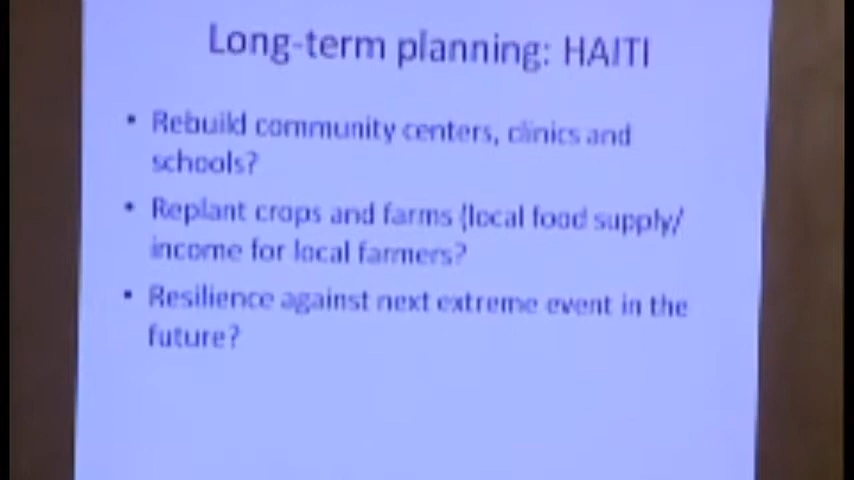 Long-term planning: HAITI
• Rebuild community centers, clinics and
schools?
• Replant crops and farms (local food supply/
income for local farmers?
• Resilience against next extreme event in the
future?